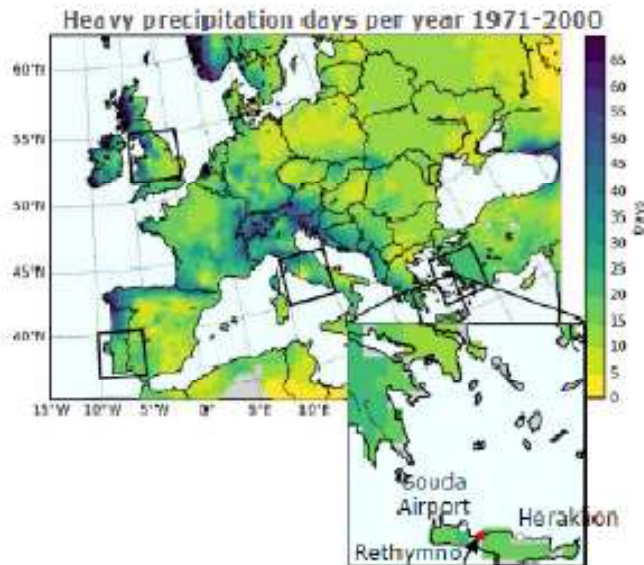 Heavy precipitation days per year 1971-2000
60°N
55°N
50°N
45°N
40°N
15°W 10°W 5°W 0° 5°E 10°E
65
60
55
50
45
40
35
30
25
20
15
10
5
0
Days
Souda
Airport
Heraklion
Rethymno